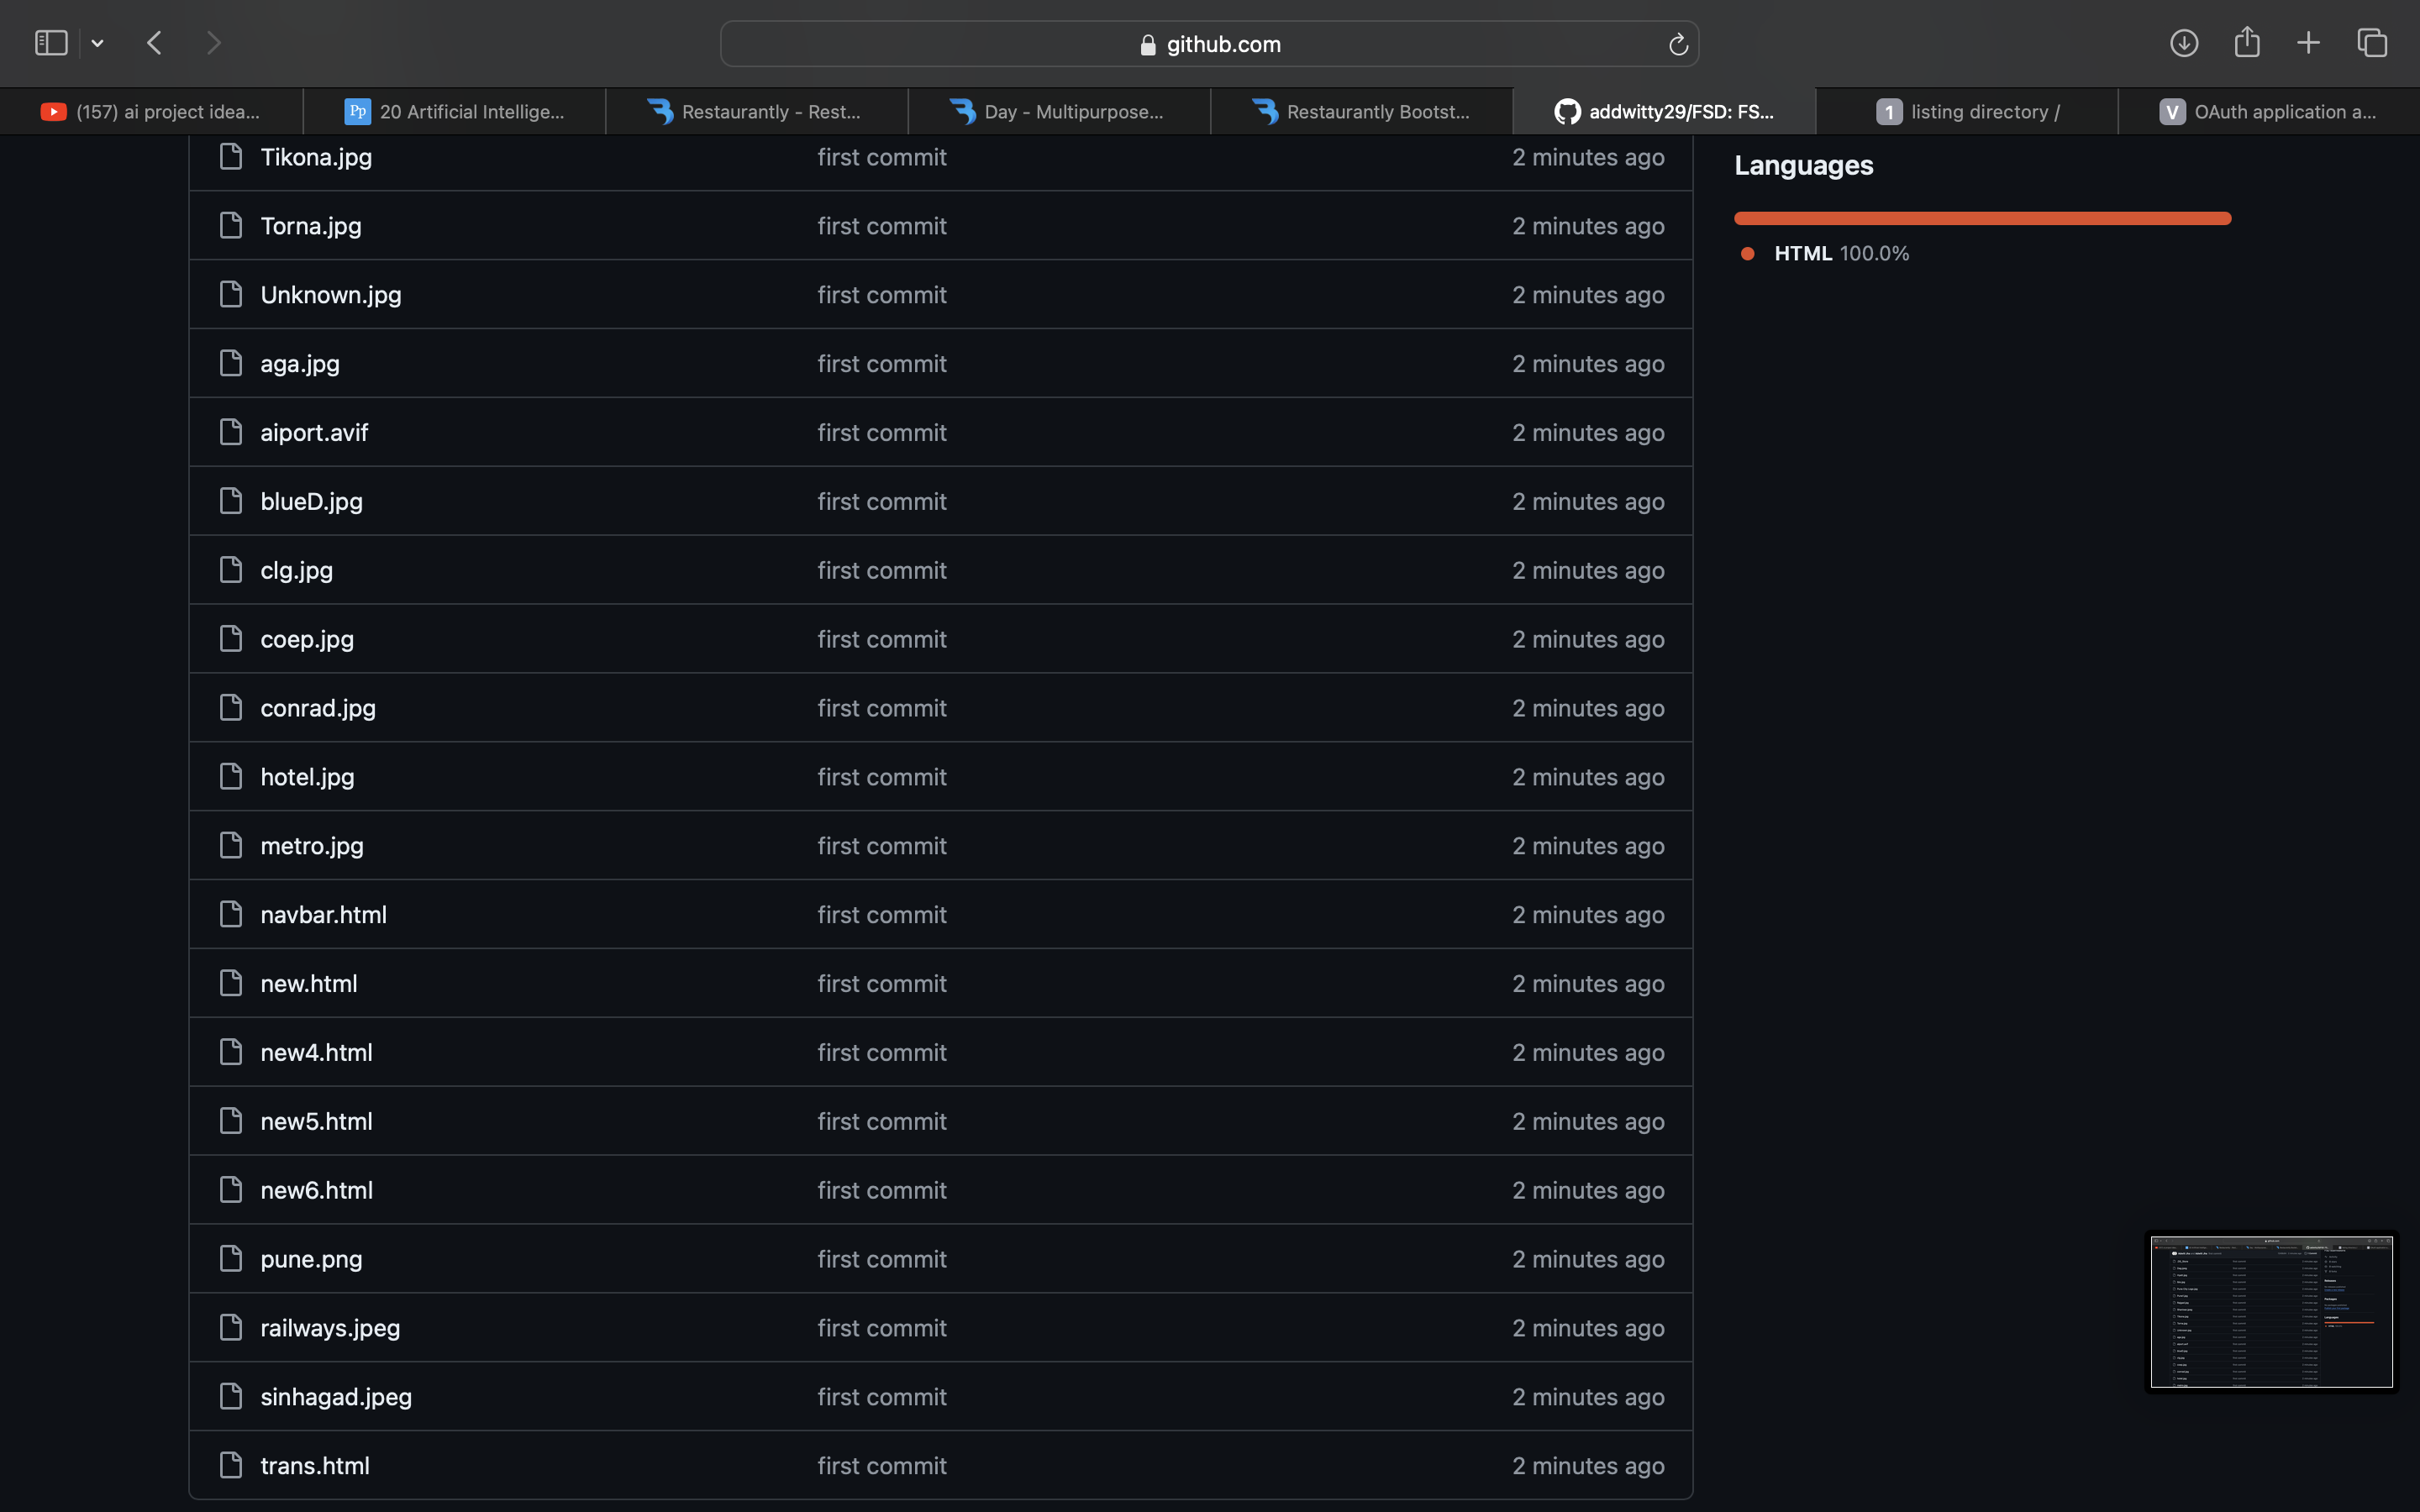 github.com
(157) ai project idea...
Pp 20 Artificial Intellige...
Restaurantly - Rest...
Day - Multipurpose...
Restaurantly Bootst...
addwitty29/FSD: FS...
1 listing directory /
V OAuth application a...
Tikona.jpg first commit 2 minutes ago
Torna.jpg first commit 2 minutes ago
Unknown.jpg first commit 2 minutes ago
aga.jpg first commit 2 minutes ago
aiport.avif first commit 2 minutes ago
blueD.jpg first commit 2 minutes ago
clg.jpg first commit 2 minutes ago
coep.jpg first commit 2 minutes ago
conrad.jpg first commit 2 minutes ago
hotel.jpg first commit 2 minutes ago
metro.jpg first commit 2 minutes ago
navbar.html first commit 2 minutes ago
new.html first commit 2 minutes ago
new4.html first commit 2 minutes ago
new5.html first commit 2 minutes ago
new6.html first commit 2 minutes ago
pune.png first commit 2 minutes ago
railways.jpeg first commit 2 minutes ago
sinhagad.jpeg first commit 2 minutes ago
trans.html first commit 2 minutes ago
Languages
HTML 100.0%